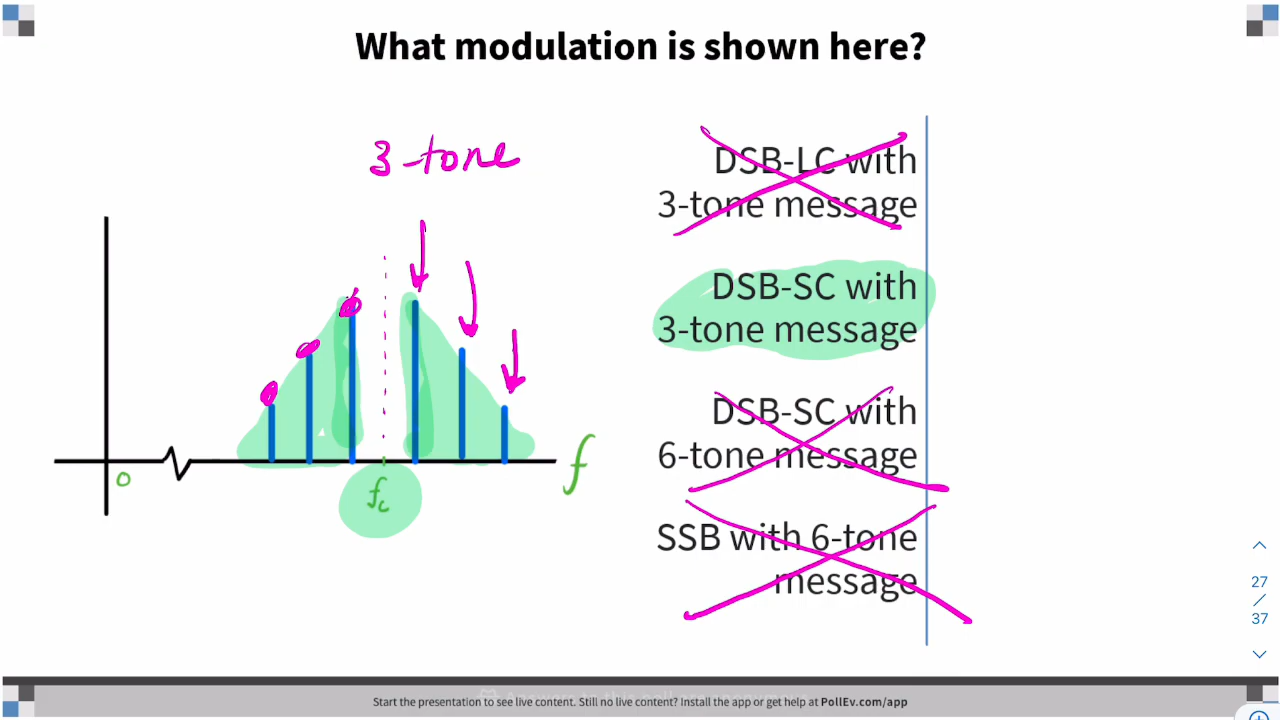 What modulation is shown here?
3-tone
DSB-LC with
3-tone message
DSB-SC with
3-tone message
DSB-SC with
6-tone message
SSB with 6-tone
message
0
fc
f
27
/
37
Start the presentation to see live content. Still no live content? Install the app or get help at PollEv.com/app